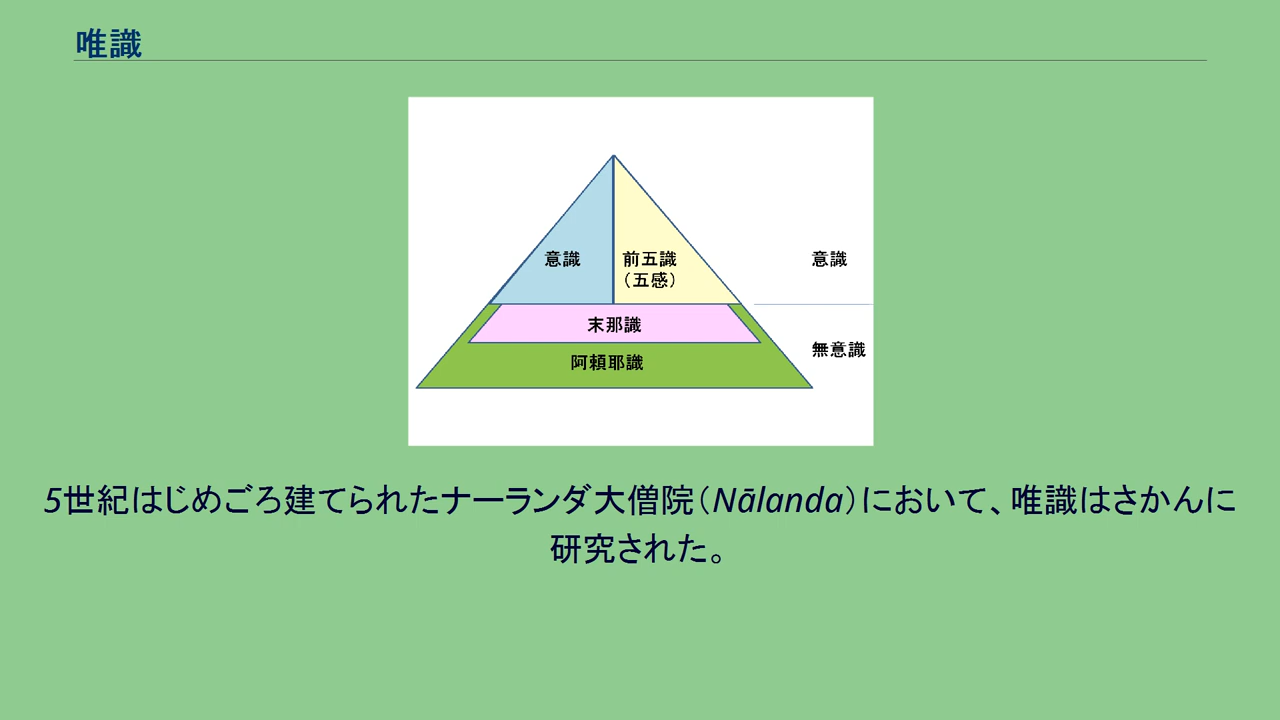 唯識
意識
前五識
（五感）
意識
末那識
無意識
阿頼耶識
5世紀はじめごろ建てられたナーランダ大僧院（Nālanda）において、唯識はさかんに
研究された。